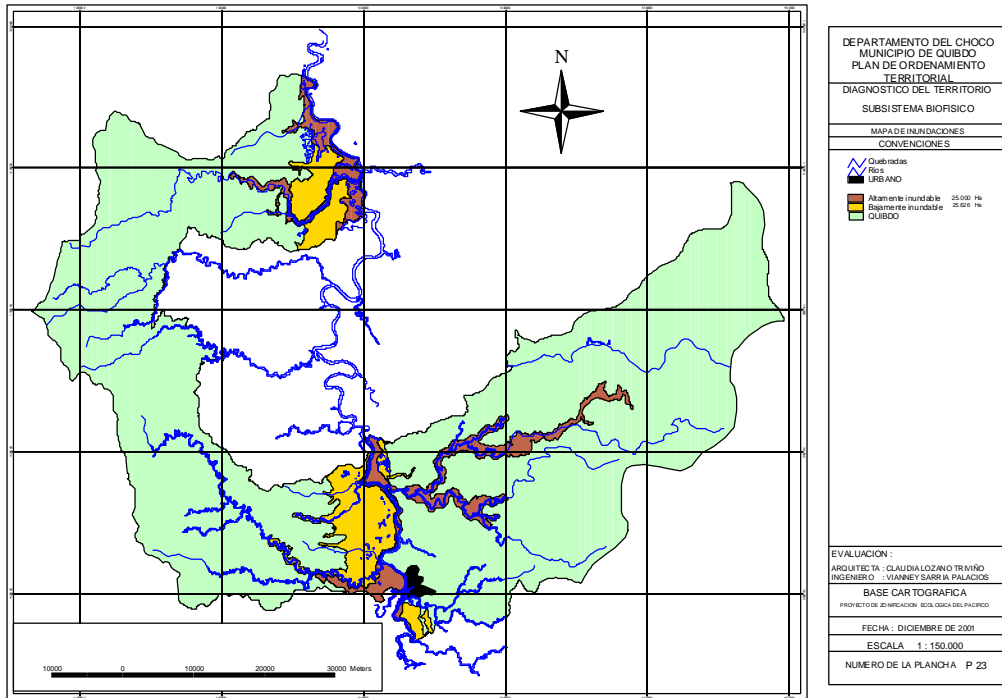 N
10000 0 10000 20000 30000 Meters
DEPARTAMENTO DEL CHOCO
MUNICIPIO DE QUIBDO
PLAN DE ORDENAMIENTO
TERRITORIAL
DIAGNOSTICO DEL TERRITORIO
SUBSISTEMA BIOFISICO
MAPA DE INUNDACIONES
CONVENCIONES
Quebradas
Rios
URBANO
Altamente inundable 25.000 Ha
Bajamente inundable 25.826 Ha
QUIBDO
EVALUACION :
ARQUITECTA : CLAUDIA LOZANO TRIVIÑO
INGENIERO : VIANNEY SARRIA PALACIOS
BASE CARTOGRAFICA
PROYECTO DE ZONIFICACION ECOLOGICA DEL PACIFICO
FECHA : DICIEMBRE DE 2001
ESCALA 1 : 150.000
NUMERO DE LA PLANCHA P 23